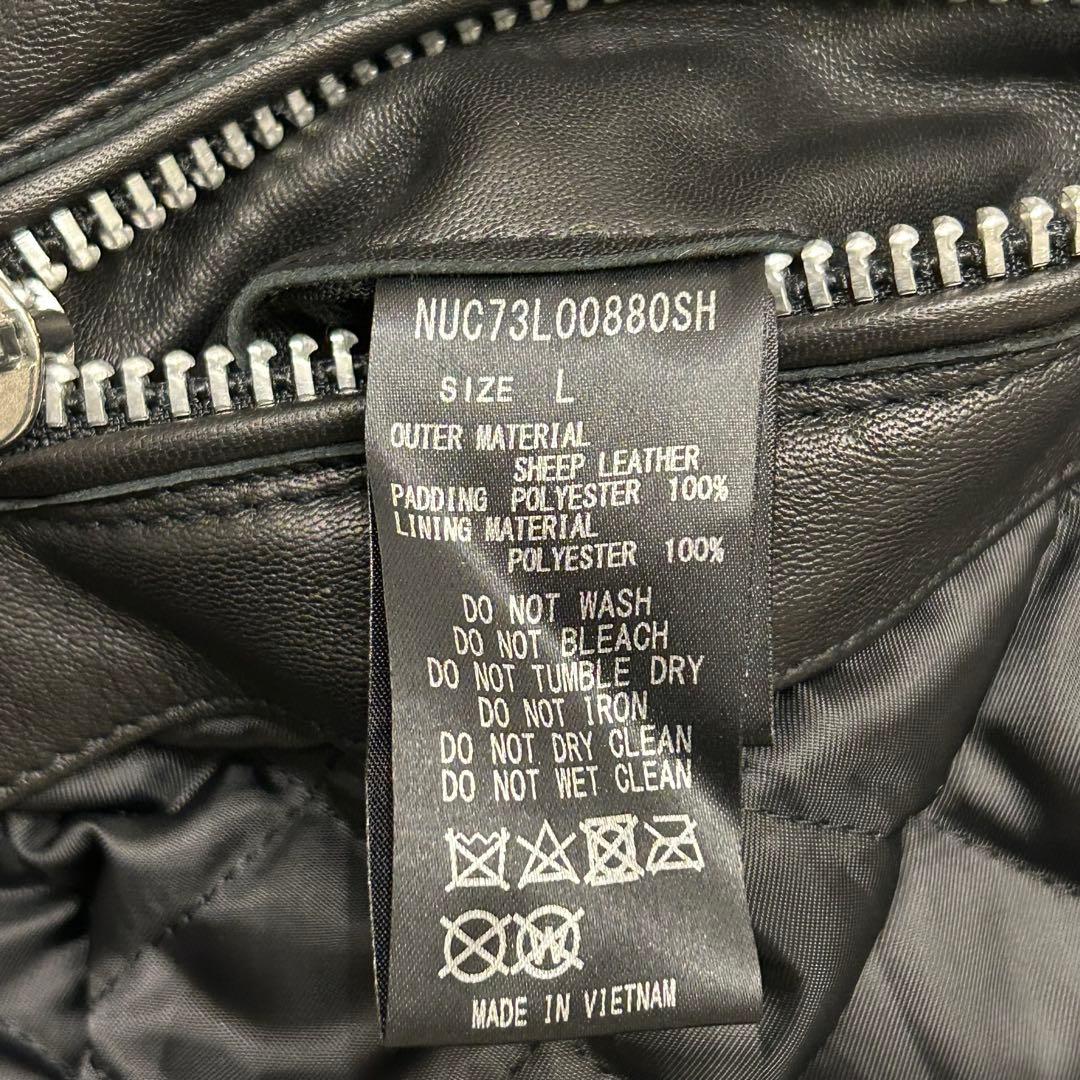 NUC73L00880SH
SIZE L
OUTER MATERIAL
SHEEP LEATHER
PADDING POLYESTER 100%
LINING MATERIAL
POLYESTER 100%
DO NOT WASH
DO NOT BLEACH
DO NOT TUMBLE DRY
DO NOT IRON
DO NOT DRY CLEAN
DO NOT WET CLEAN
W
MADE IN VIETNAM